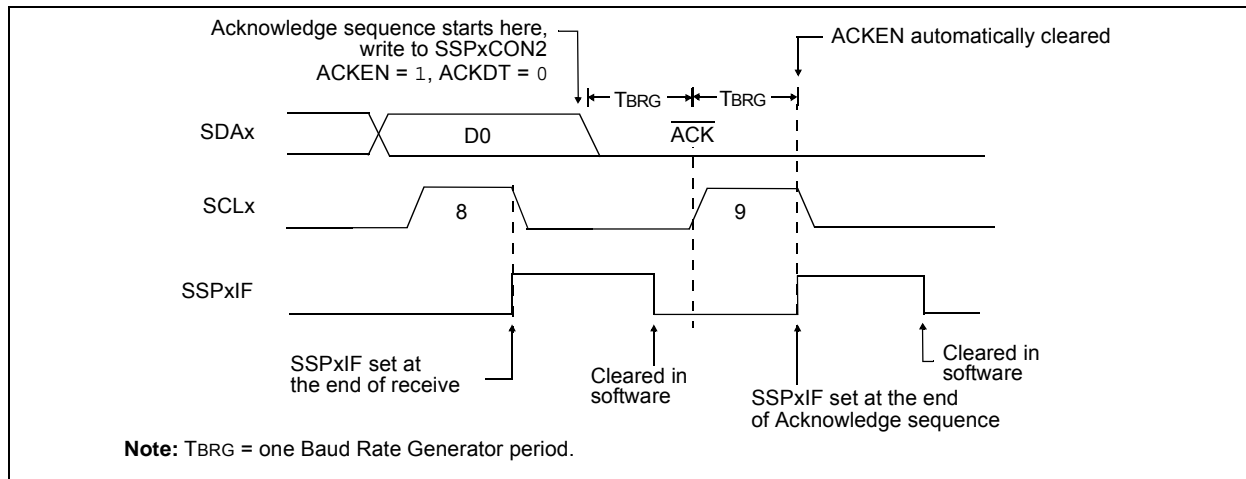 Acknowledge sequence starts here,
write to SSPxCON2
ACKEN = 1, ACKDT = 0
ACKEN automatically cleared
TBRG
TBRG
SDAx
D0
ACK
SCLx
8
9
SSPxIF
SSPxIF set at
the end of receive
Cleared in
software
SSPxIF set at the end
of Acknowledge sequence
Cleared in
software
Note: TBRG = one Baud Rate Generator period.